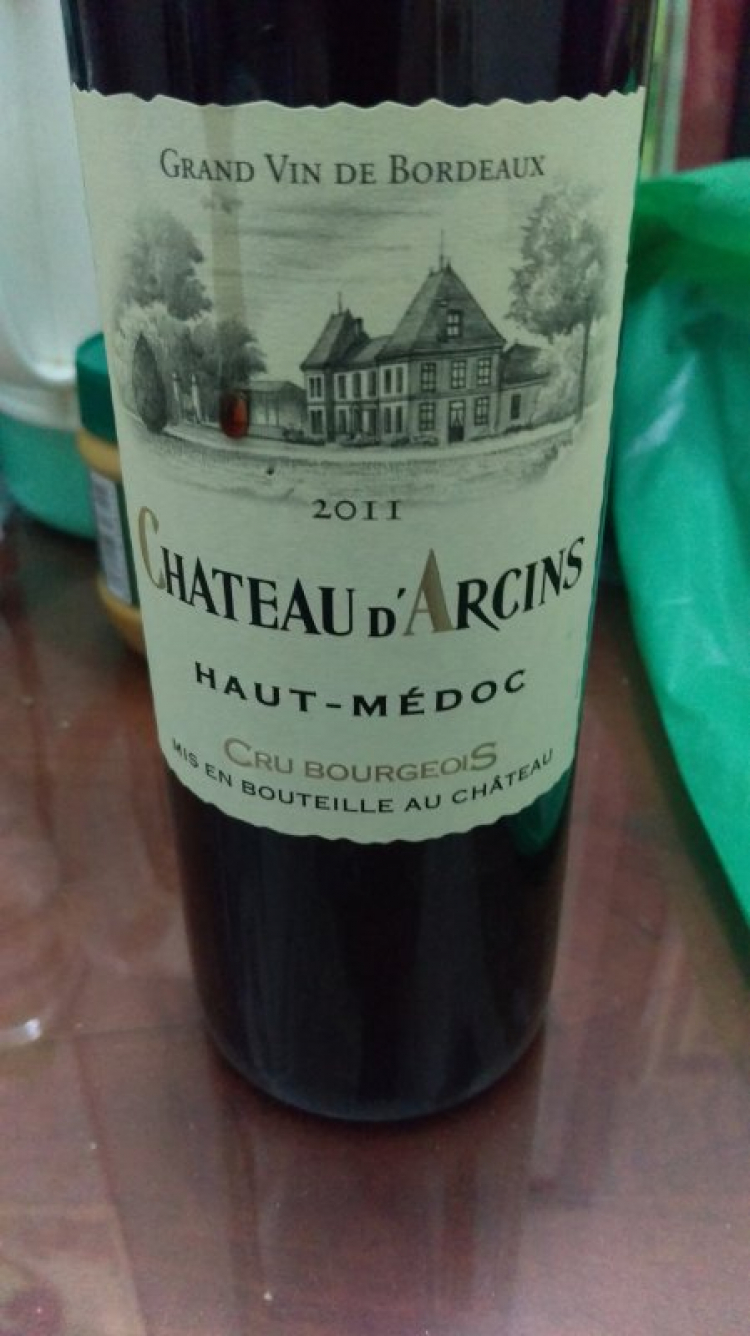 GRAND VIN DE BORDEAUX
2011
CHATEAU D'ARCINS
HAUT-MÉDOC
CRU BOURGEOIS
MIS EN BOUTEILLE AU CHÂTEAU